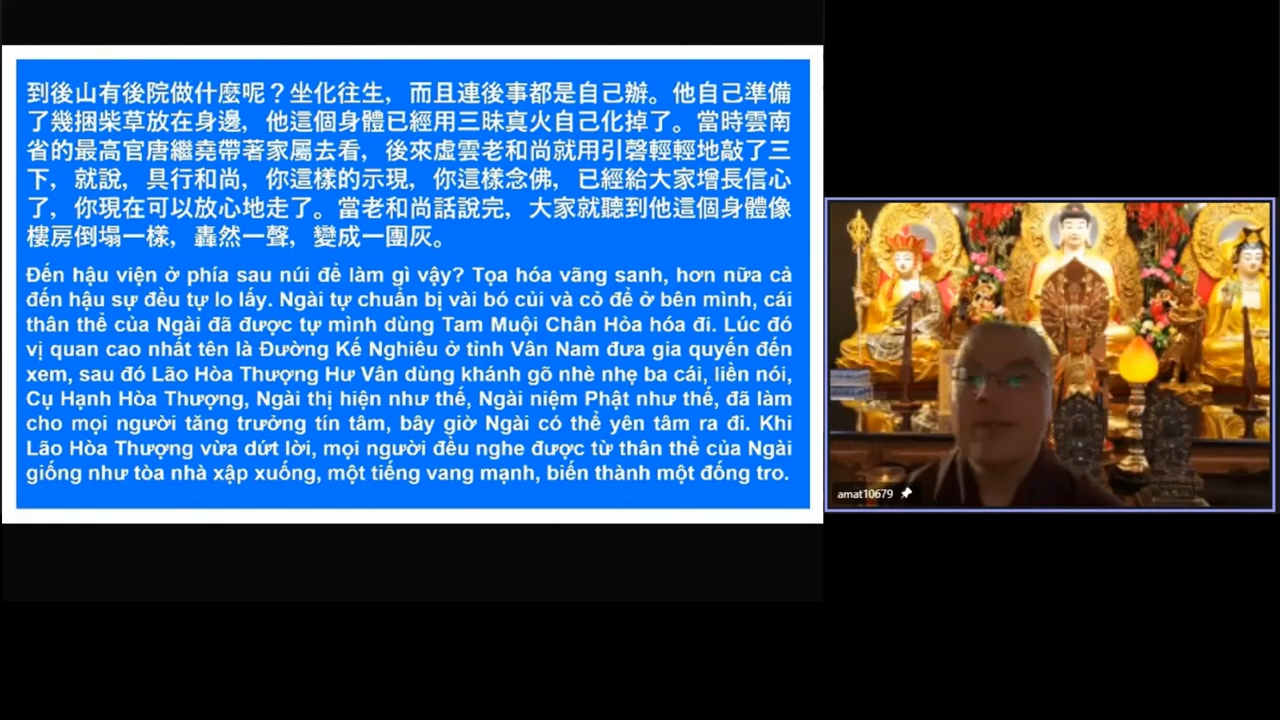 到後山有後院做什麼呢？坐化往生，而且連後事都是自己辦。他自己準備
了幾捆柴草放在身邊，他這個身體已經用三昧真火自己化掉了。當時雲南
省的最高官唐繼堯帶著家屬去看，後來虛雲老和尚就用引磬輕輕地敲了三
下，就說，具行和尚，你這樣的示現，你這樣念佛，已經給大家增長信心
了，你現在可以放心地走了。當老和尚話說完，大家就聽到他這個身體像
樓房倒塌一樣，轟然一聲，變成一團灰。
Đến hậu viện ở phía sau núi để làm gì vậy? Tọa hóa vãng sanh, hơn nữa cả
đến hậu sự đều tự lo lấy. Ngài tự chuẩn bị vài bó củi và cỏ để ở bên mình, cái
thân thể của Ngài đã được tự mình dùng Tam Muội Chân Hỏa hóa đi. Lúc đó
vị quan cao nhất tên là Đường Kế Nghiêu ở tỉnh Vân Nam đưa gia quyến đến
xem, sau đó Lão Hòa Thượng Hư Vân dùng khánh gõ nhè nhẹ ba cái, liền nói,
Cụ Hạnh Hòa Thượng, Ngài thị hiện như thế, Ngài niệm Phật như thế, đã làm
cho mọi người tăng trưởng tín tâm, bây giờ Ngài có thể yên tâm ra đi. Khi
Lão Hòa Thượng vừa dứt lời, mọi người đều nghe được từ thân thể của Ngài
giống như tòa nhà xập xuống, một tiếng vang mạnh, biến thành một đống tro.
amat10679